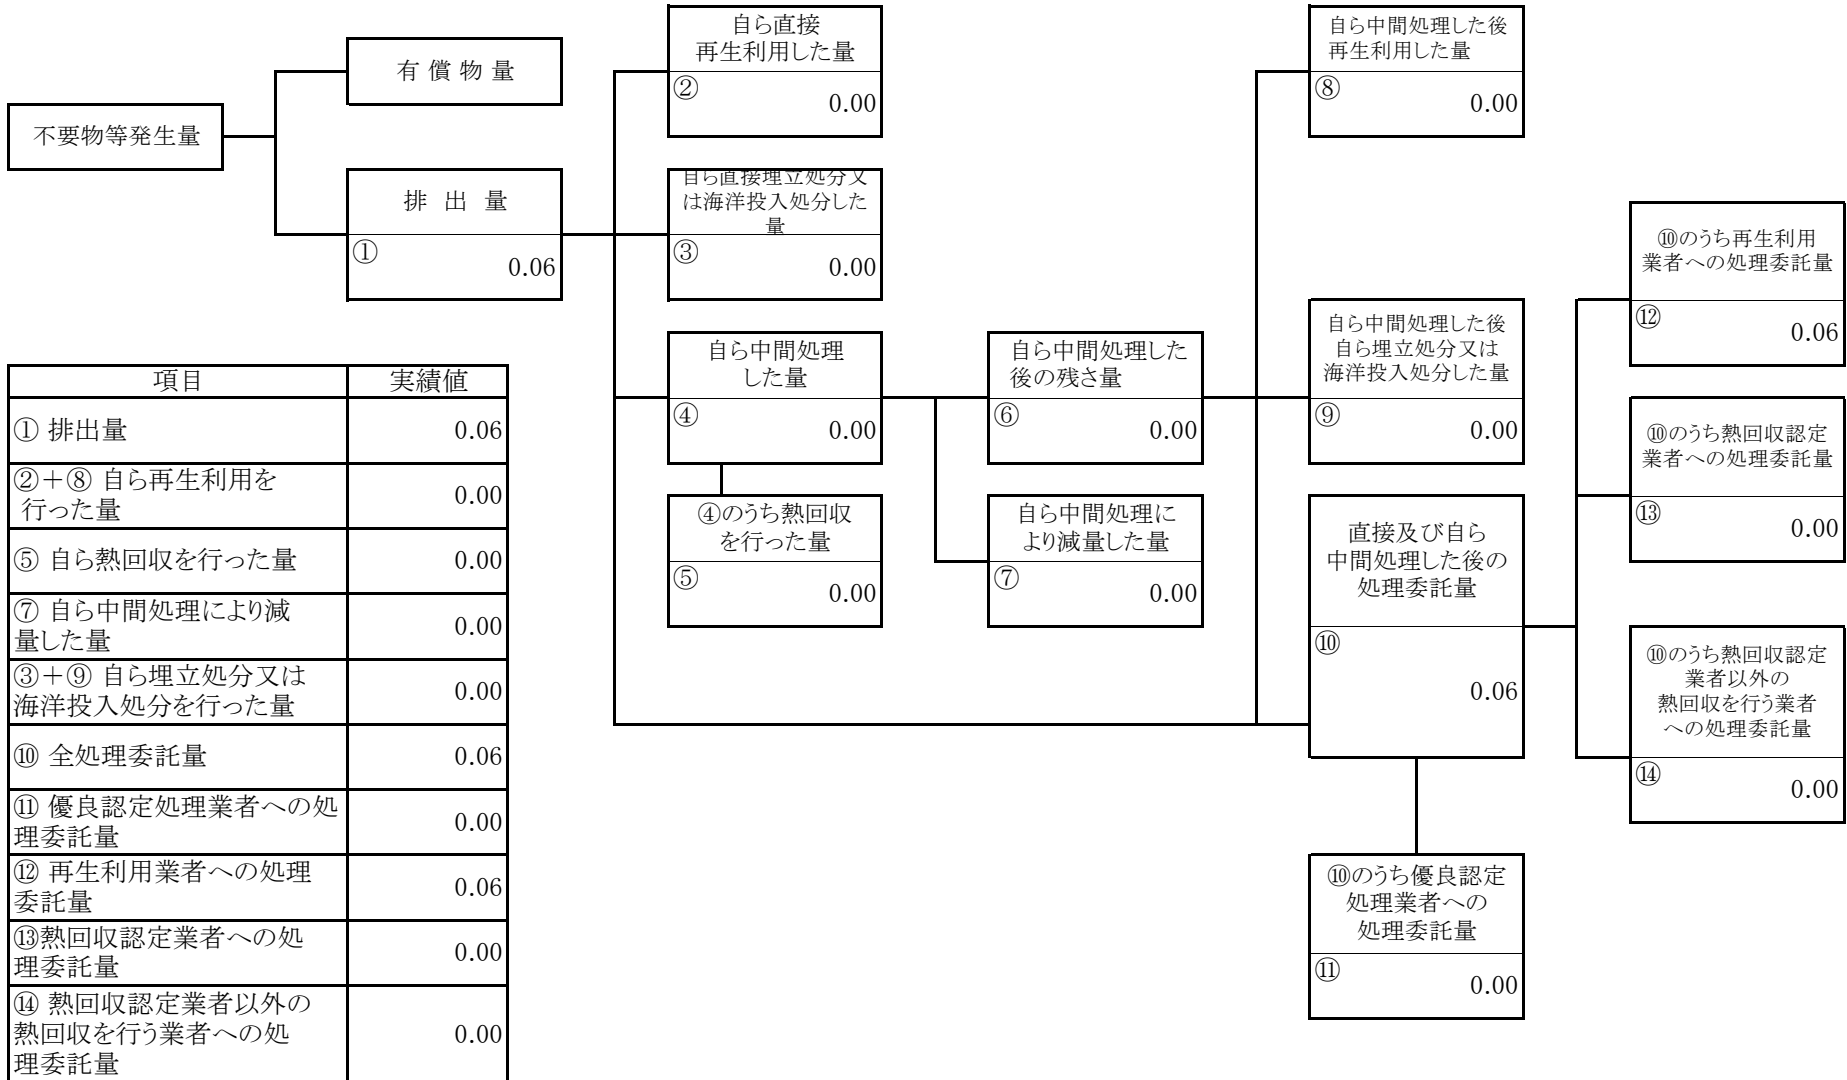 不要物等発生量
有 償 物 量
排 出 量
①
0.06
自ら直接
再生利用した量
②
0.00
自ら直接埋立処分又
は海洋投入処分した
量
③
0.00
自ら中間処理
した量
④
0.00
④のうち熱回収
を行った量
⑤
0.00
自ら中間処理した
後の残さ量
⑥
0.00
自ら中間処理に
より減量した量
⑦
0.00
自ら中間処理した後
再生利用した量
⑧
0.00
自ら中間処理した後
自ら埋立処分又は
海洋投入処分した量
⑨
0.00
直接及び自ら
中間処理した後の
処理委託量
⑩
0.06
⑩のうち優良認定
処理業者への
処理委託量
⑪
0.00
⑩のうち再生利用
業者への処理委託量
⑫
0.06
⑩のうち熱回収認定
業者への処理委託量
⑬
0.00
⑩のうち熱回収認定
業者以外の
熱回収を行う業者
への処理委託量
⑭
0.00
項目 実績値
① 排出量 0.06
②＋⑧ 自ら再生利用を
行った量 0.00
⑤ 自ら熱回収を行った量 0.00
⑦ 自ら中間処理により減
量した量 0.00
③＋⑨ 自ら埋立処分又は
海洋投入処分を行った量 0.00
⑩ 全処理委託量 0.06
⑪ 優良認定処理業者への処
理委託量 0.00
⑫ 再生利用業者への処理
委託量 0.06
⑬熱回収認定業者への処
理委託量 0.00
⑭ 熱回収認定業者以外の
熱回収を行う業者への処
理委託量 0.00